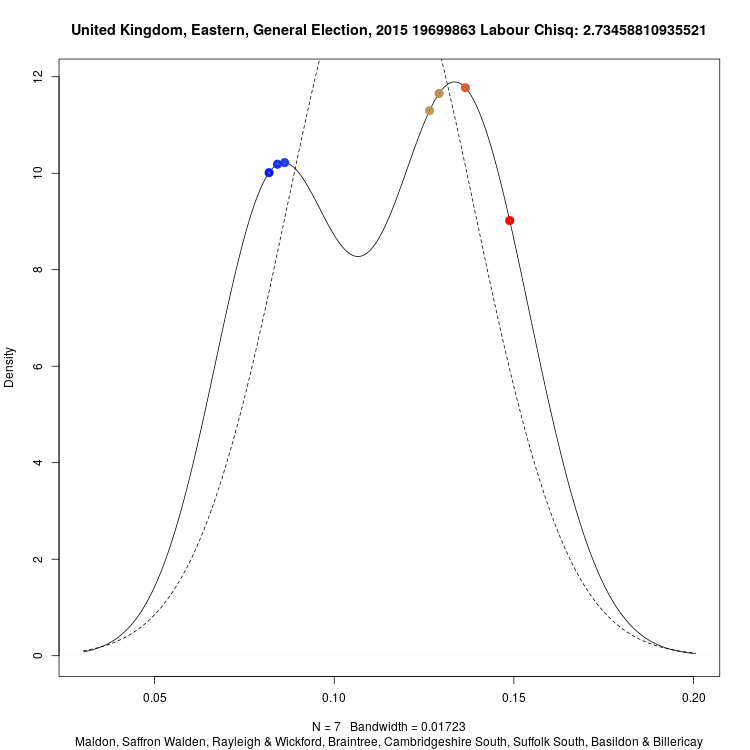 United Kingdom, Eastern, General Election, 2015 19699863 Labour Chisq: 2.73458810935521
12
10
8
6
4
2
0
Density
0.05 0.10 0.15 0.20
N = 7 Bandwidth = 0.01723
Maldon, Saffron Walden, Rayleigh & Wickford, Braintree, Cambridgeshire South, Suffolk South, Basildon & Billericay